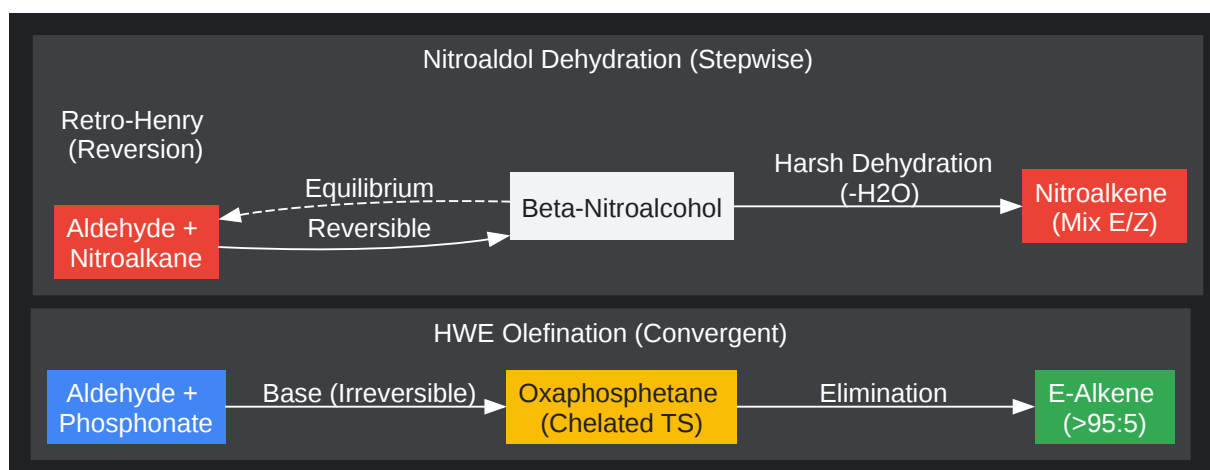 Nitroaldol Dehydration (Stepwise)
Retro-Henry
(Reversion)
Equilibrium
Reversible
Aldehyde +
Nitroalkane
Beta-Nitroalcohol
Harsh Dehydration
(-H2O)
Nitroalkene
(Mix E/Z)
HWE Olefination (Convergent)
Aldehyde +
Phosphonate
Base (Irreversible)
Oxaphosphetane
(Chelated TS)
Elimination
E-Alkene
(>95:5)